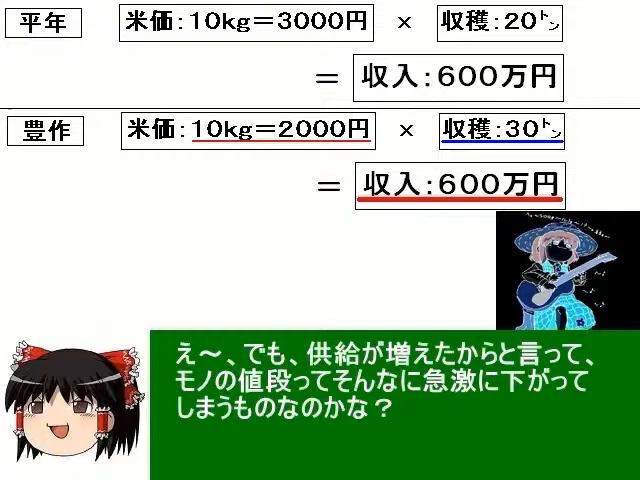 平年 米価：10kg＝3000円 × 収穫：20㌧
＝ 収入：600万円
豊作 米価：10kg＝2000円 × 収穫：30㌧
＝ 収入：600万円
え～、でも、供給が増えたからと言って、
モノの値段ってそんなに急激に下がって
しまうものなのかな？